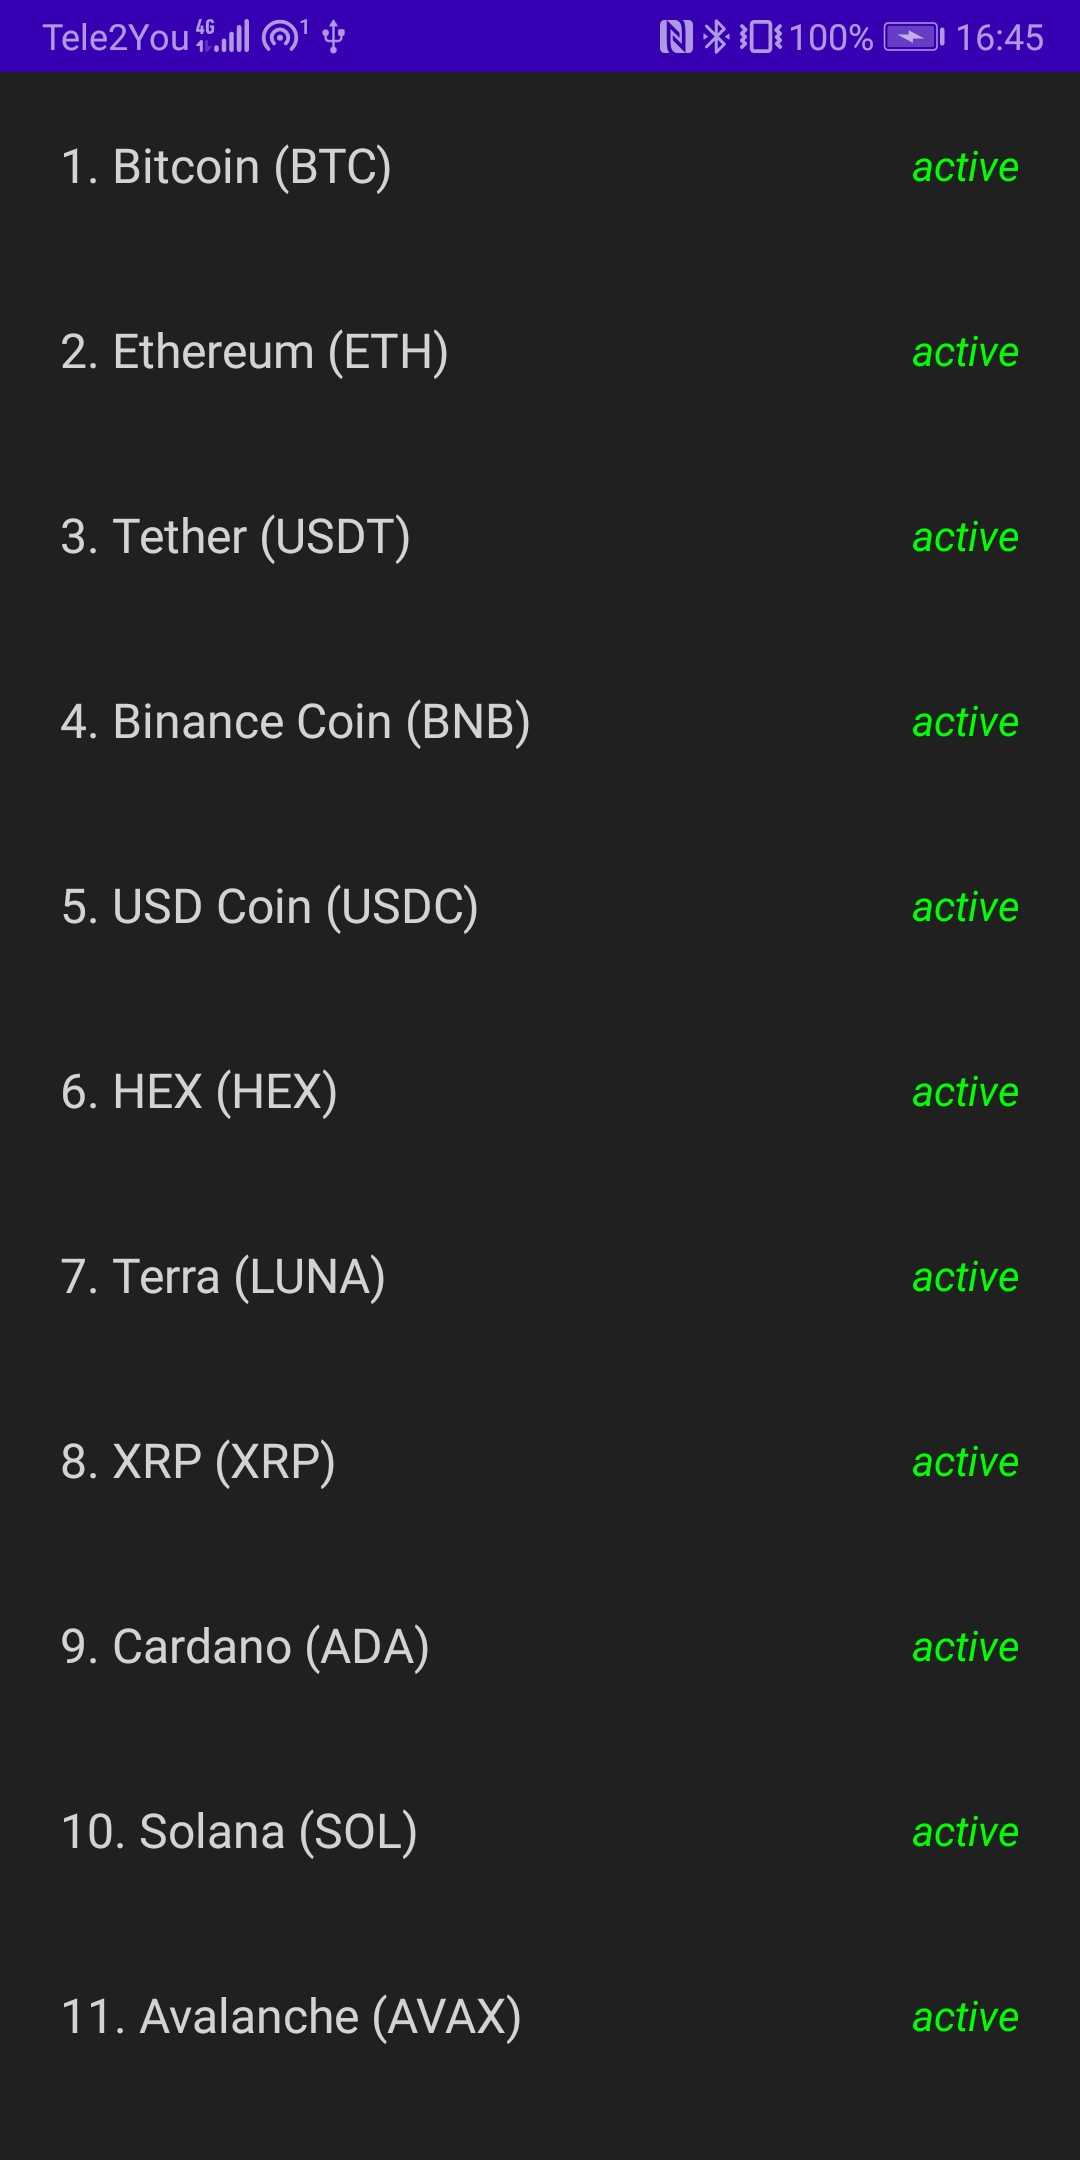 Tele2You 4G 1 100% 16:45
1. Bitcoin (BTC) active
2. Ethereum (ETH) active
3. Tether (USDT) active
4. Binance Coin (BNB) active
5. USD Coin (USDC) active
6. HEX (HEX) active
7. Terra (LUNA) active
8. XRP (XRP) active
9. Cardano (ADA) active
10. Solana (SOL) active
11. Avalanche (AVAX) active